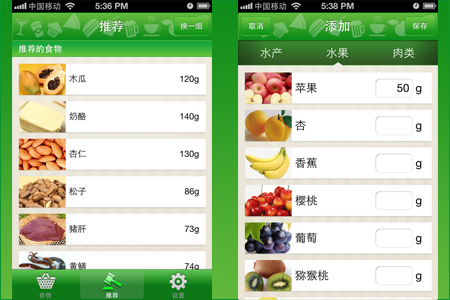 中国移动 5:36 PM
推荐 换一组
推荐的食物
木瓜 120g
奶酪 140g
杏仁 130g
松子 86g
猪肝 73g
黄鳝 74g
食物 推荐 设置
中国移动 5:38 PM
取消 添加 保存
水产 水果 肉类
苹果 50 g
杏 g
香蕉 g
樱桃 g
葡萄 g
猕猴桃 g